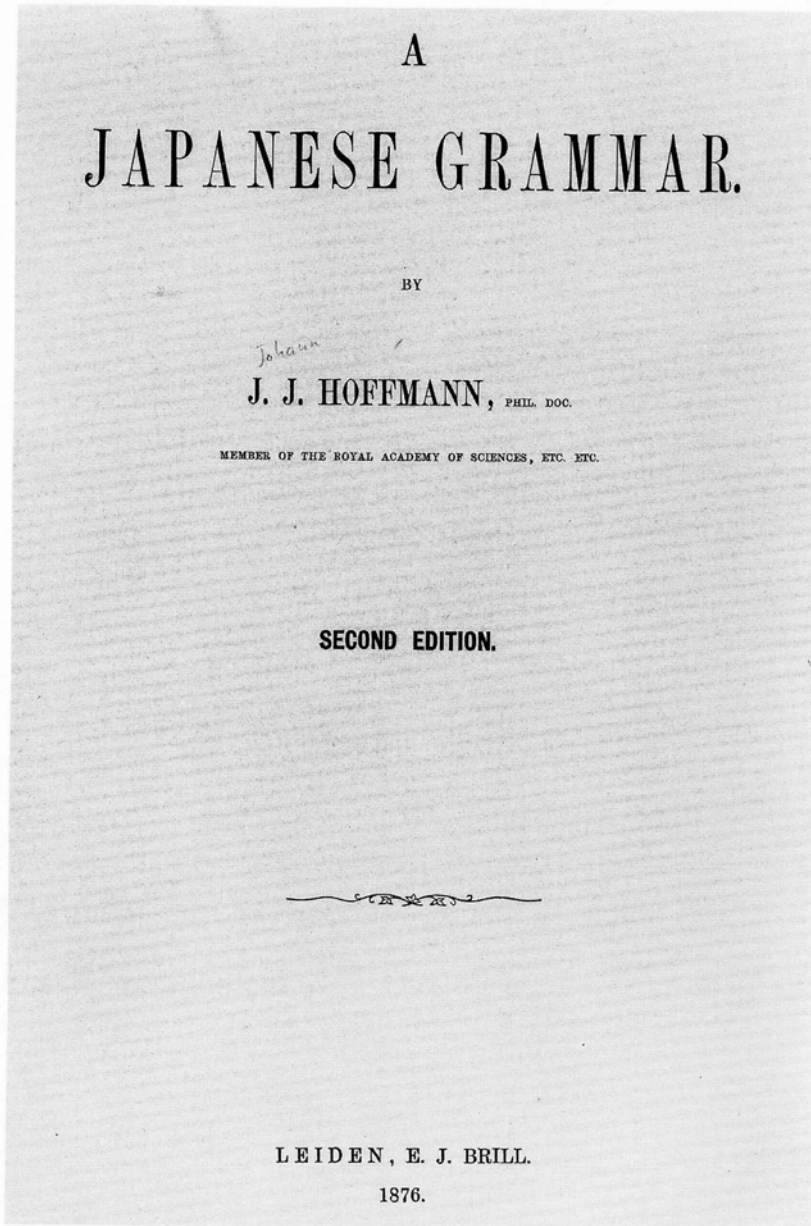 A
JAPANESE GRAMMAR.
BY
Johann
J. J. HOFFMANN, PHIL. DOC.
MEMBER OF THE ROYAL ACADEMY OF SCIENCES, ETC. ETC.
SECOND EDITION.
LEIDEN, E. J. BRILL.
1876.